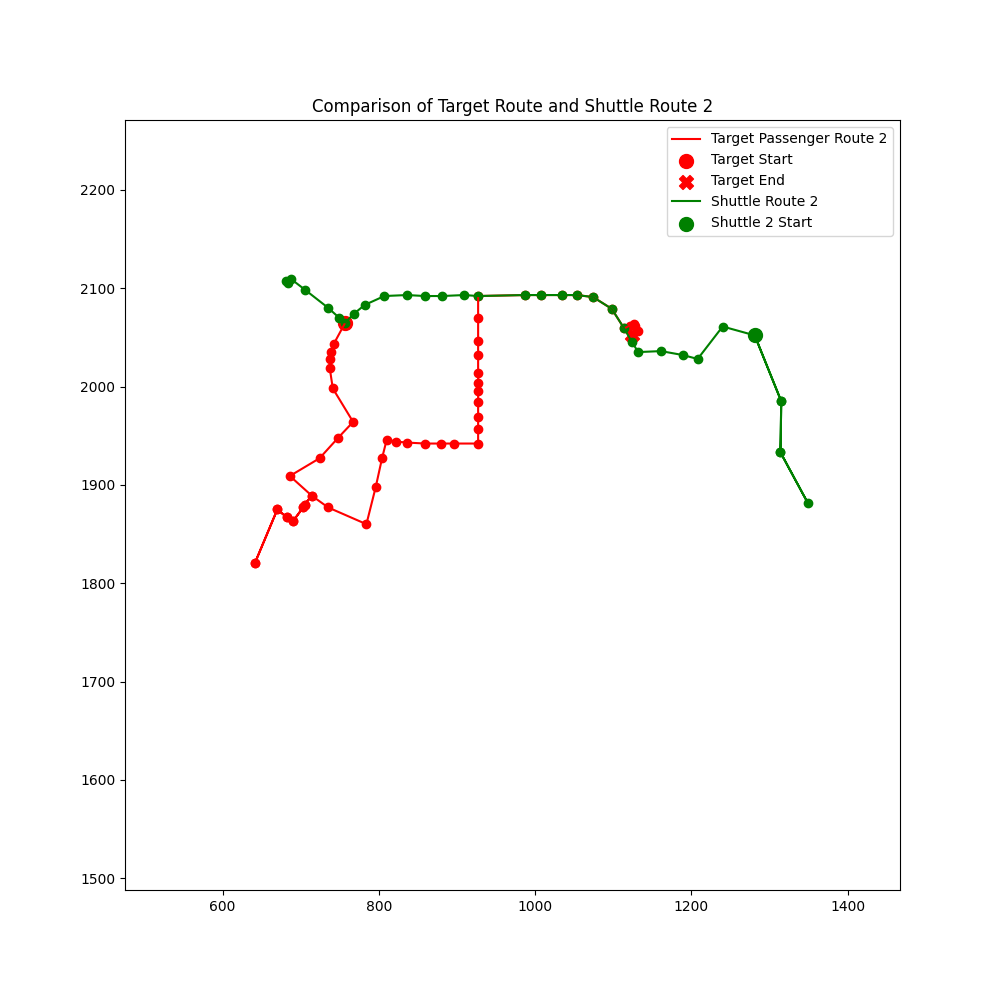 Comparison of Target Route and Shuttle Route 2
Target Passenger Route 2
Target Start
Target End
Shuttle Route 2
Shuttle 2 Start
2200
2100
2000
1900
1800
1700
1600
1500
600 800 1000 1200 1400